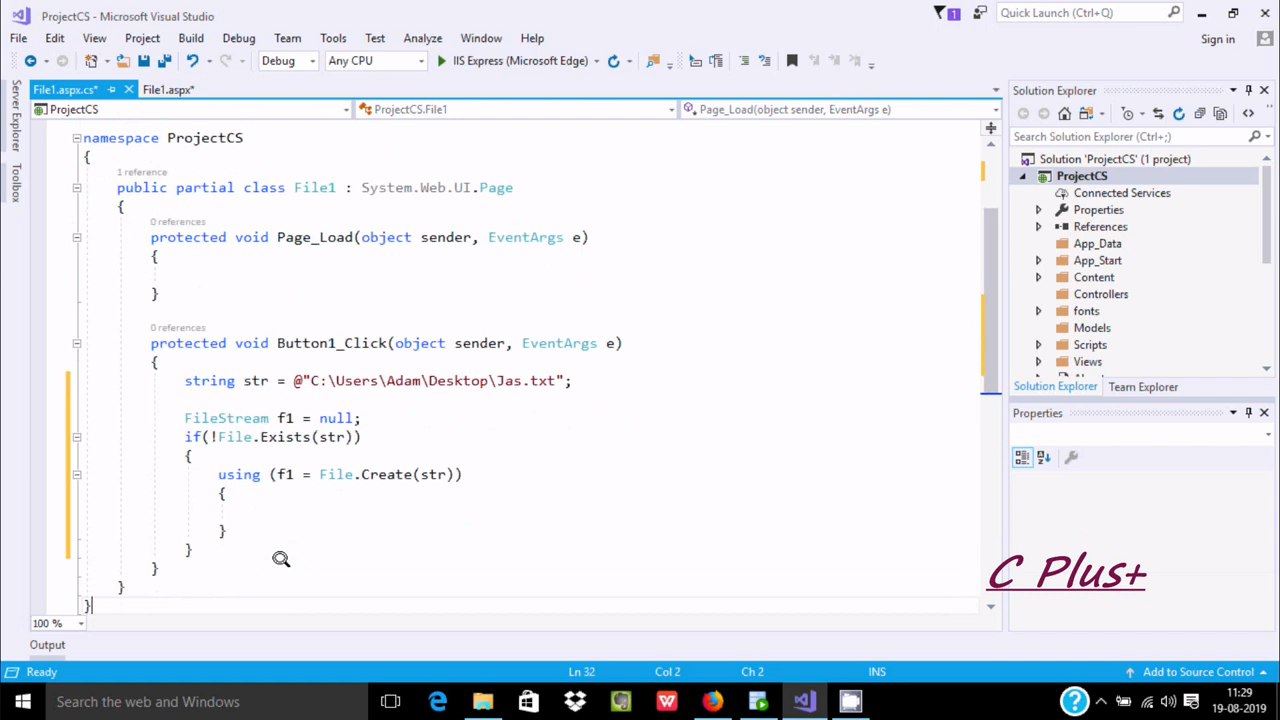 ProjectCS - Microsoft Visual Studio
1
Quick Launch (Ctrl+Q)
File Edit View Project Build Debug Team Tools Test Analyze Window Help
Sign in
Debug Any CPU IIS Express (Microsoft Edge)
Server Explorer
Toolbox
File1.aspx.cs* File1.aspx*
ProjectCS ProjectCS.File1 Page_Load(object sender, EventArgs e)
namespace ProjectCS
{
1 reference
public partial class File1 : System.Web.UI.Page
{
0 references
protected void Page_Load(object sender, EventArgs e)
{
}
0 references
protected void Button1_Click(object sender, EventArgs e)
{
string str = @"C:\Users\Adam\Desktop\Jas.txt";
FileStream f1 = null;
if(!File.Exists(str))
{
using (f1 = File.Create(str))
{
}
}
}
}
}
100 %
Output
Solution Explorer
Search Solution Explorer (Ctrl+;)
Solution 'ProjectCS' (1 project)
ProjectCS
Connected Services
Properties
References
App_Data
App_Start
Content
Controllers
fonts
Models
Scripts
Views
Solution Explorer Team Explorer
Properties
C Plus+
Ready Ln 32 Col 2 Ch 2 INS Add to Source Control
Search the web and Windows
11:29
19-08-2019